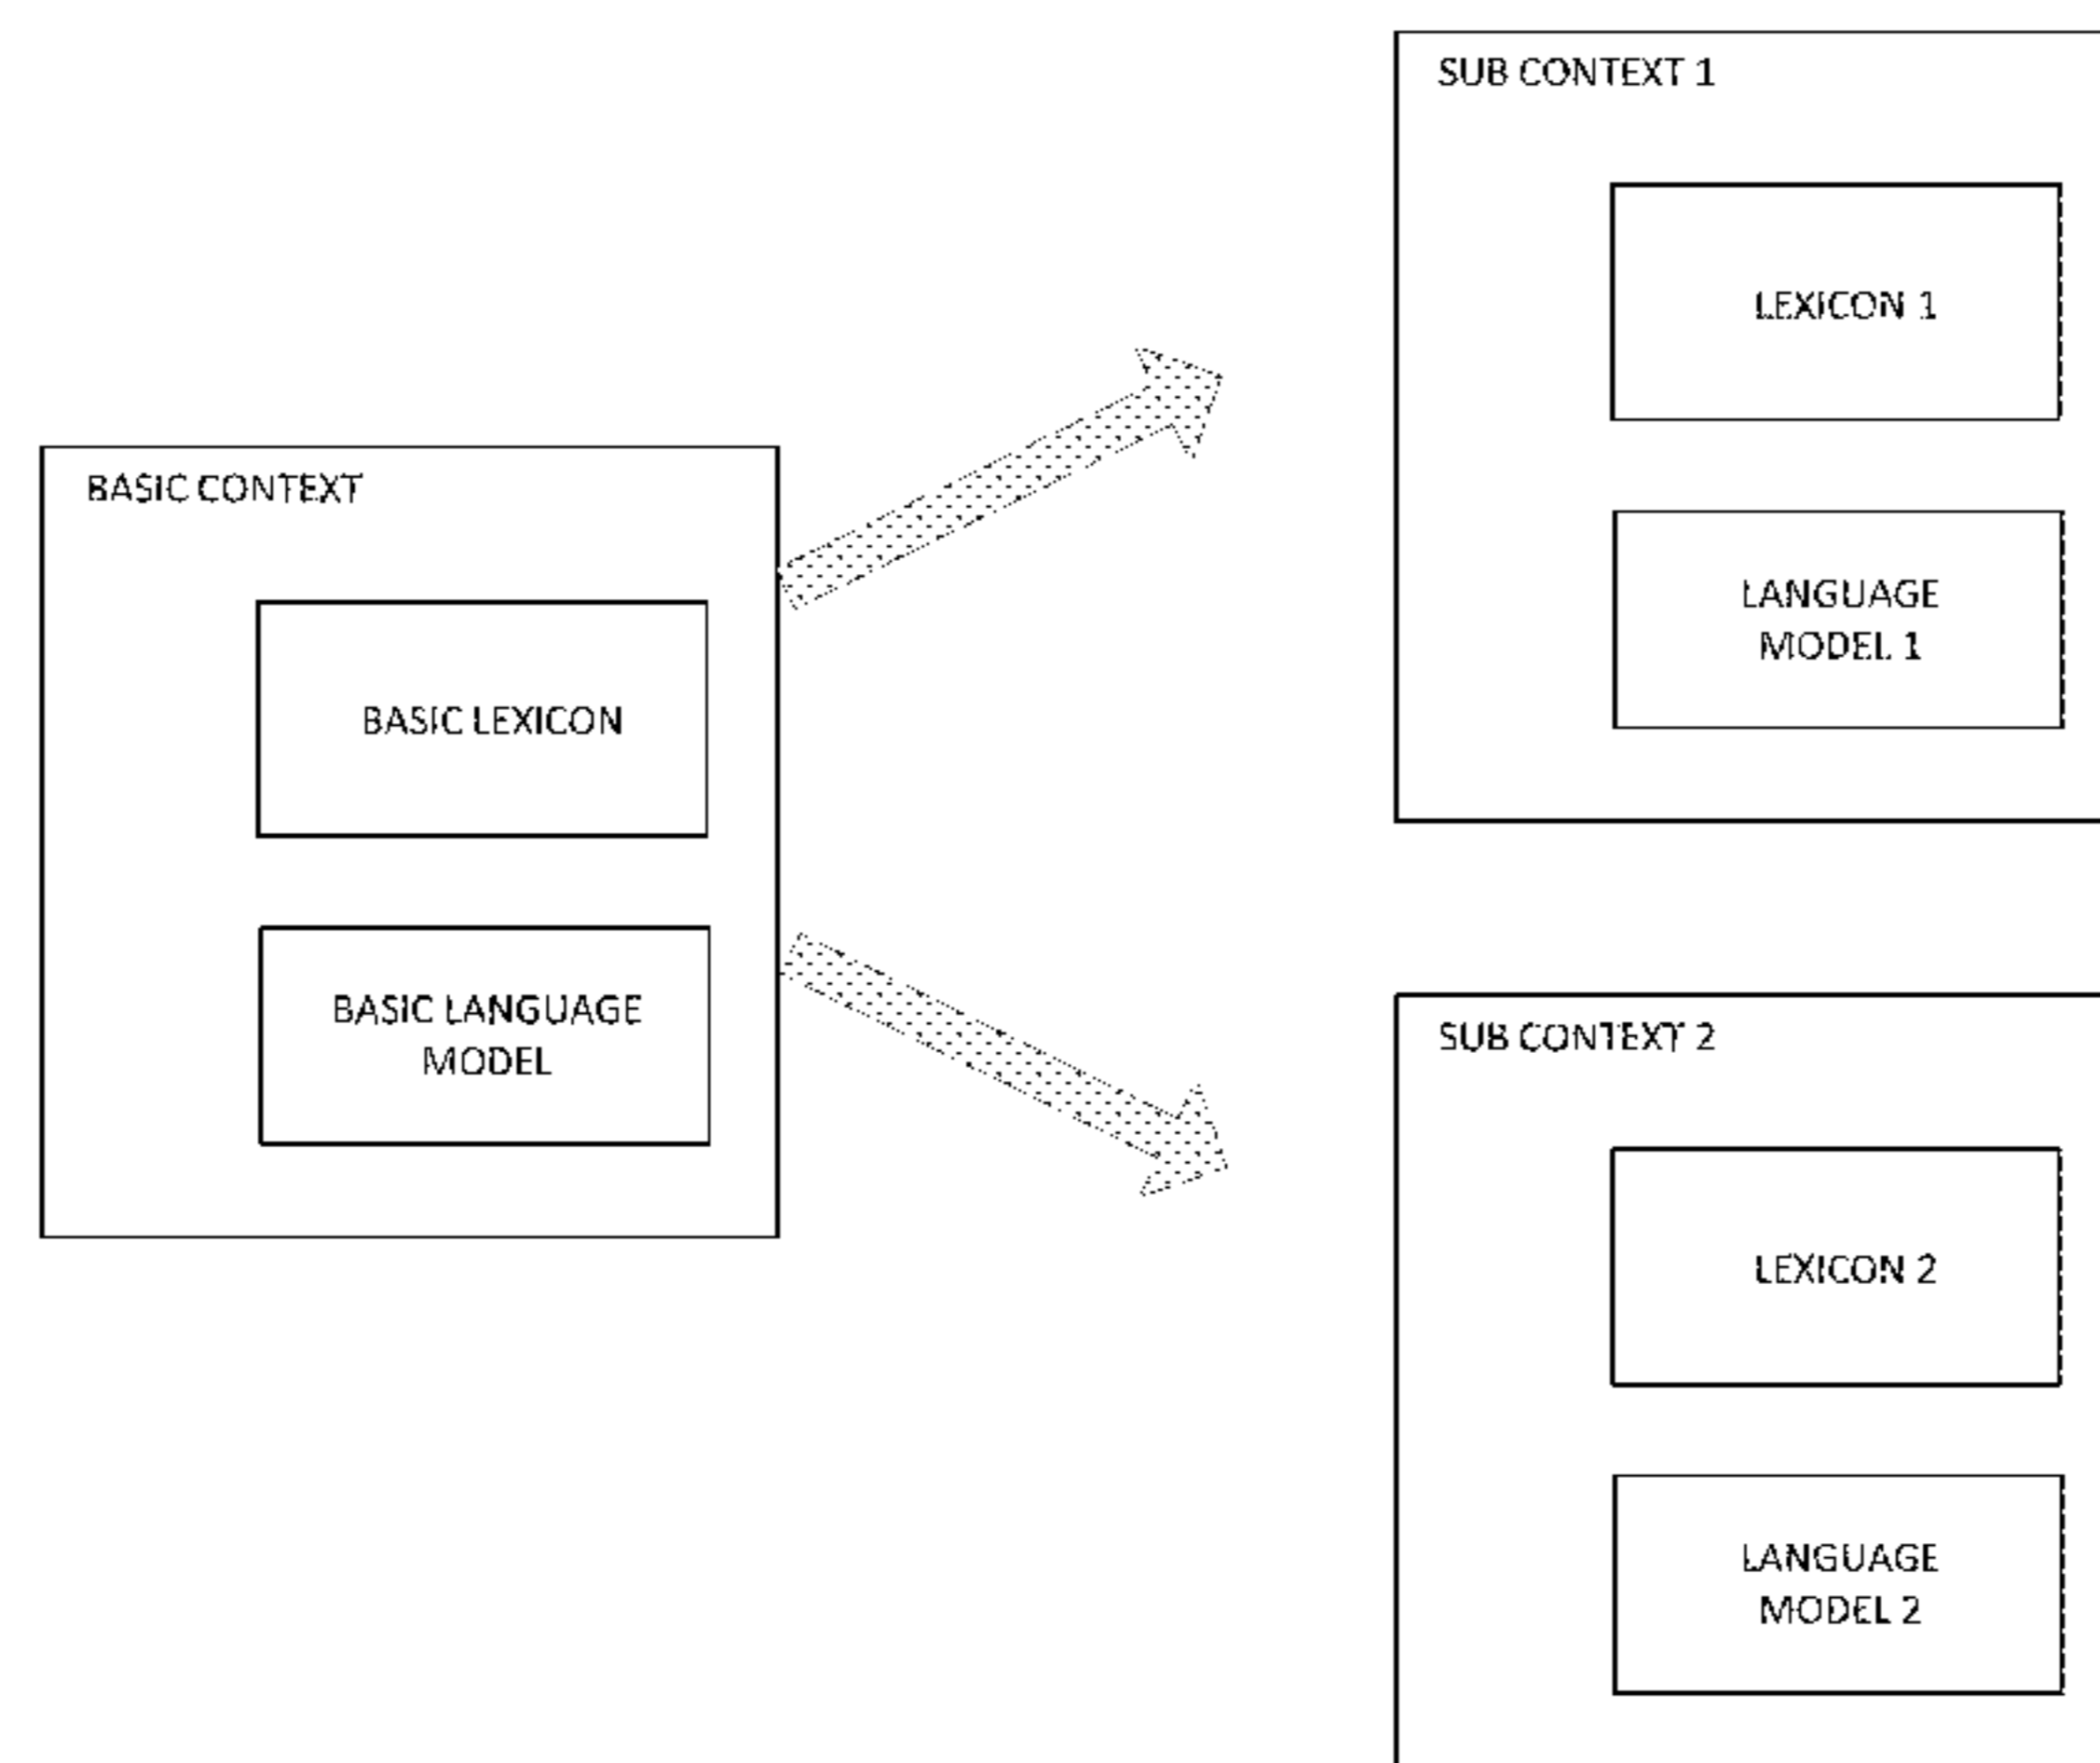 BASIC CONTEXT
BASIC LEXICON
BASIC LANGUAGE
MODEL
SUB CONTEXT 1
LEXICON 1
LANGUAGE
MODEL 1
SUB CONTEXT 2
LEXICON 2
LANGUAGE
MODEL 2